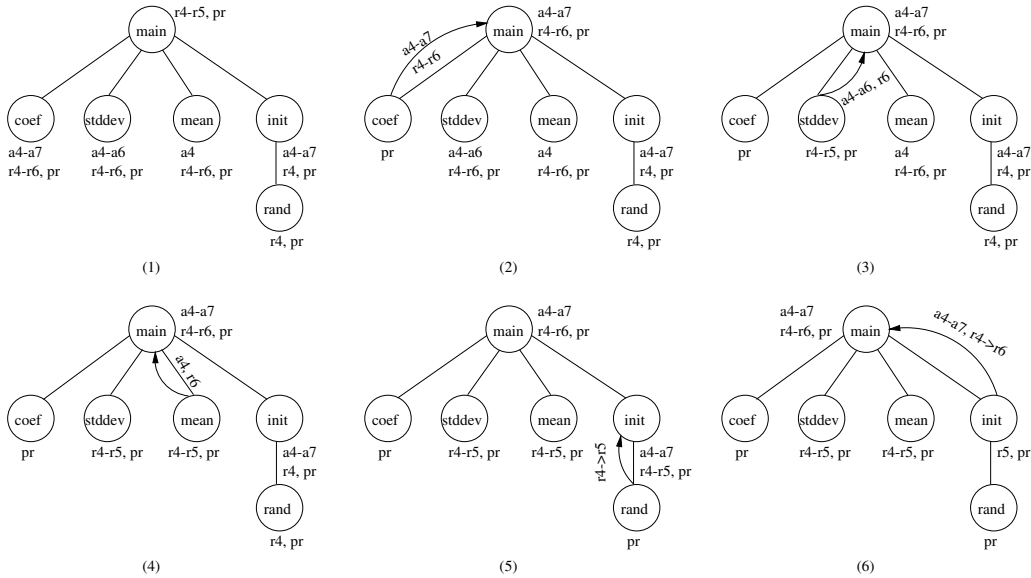 r4-r5, pr
main
coef
stddev
mean
init
a4-a7
r4-r6, pr
a4-a6
r4-r6, pr
a4
r4-r6, pr
a4-a7
r4, pr
rand
r4, pr
(1)
a4-a7
r4-r6, pr
main
a4-a7
r4-r6
coef
stddev
mean
init
pr
a4-a6
r4-r6, pr
a4
r4-r6, pr
a4-a7
r4, pr
rand
r4, pr
(2)
a4-a7
r4-r6, pr
main
a4-a6, r6
coef
stddev
mean
init
pr
r4-r5, pr
a4
r4-r6, pr
a4-a7
r4, pr
rand
r4, pr
(3)
a4-a7
r4-r6, pr
main
a4, r6
coef
stddev
mean
init
pr
r4-r5, pr
r4-r5, pr
a4-a7
r4, pr
rand
r4, pr
(4)
a4-a7
r4-r6, pr
main
coef
stddev
mean
init
pr
r4-r5, pr
r4-r5, pr
r4->r5
a4-a7
r4-r5, pr
rand
pr
(5)
a4-a7
r4-r6, pr
main
a4-a7, r4->r6
coef
stddev
mean
init
pr
r4-r5, pr
r4-r5, pr
r5, pr
rand
pr
(6)